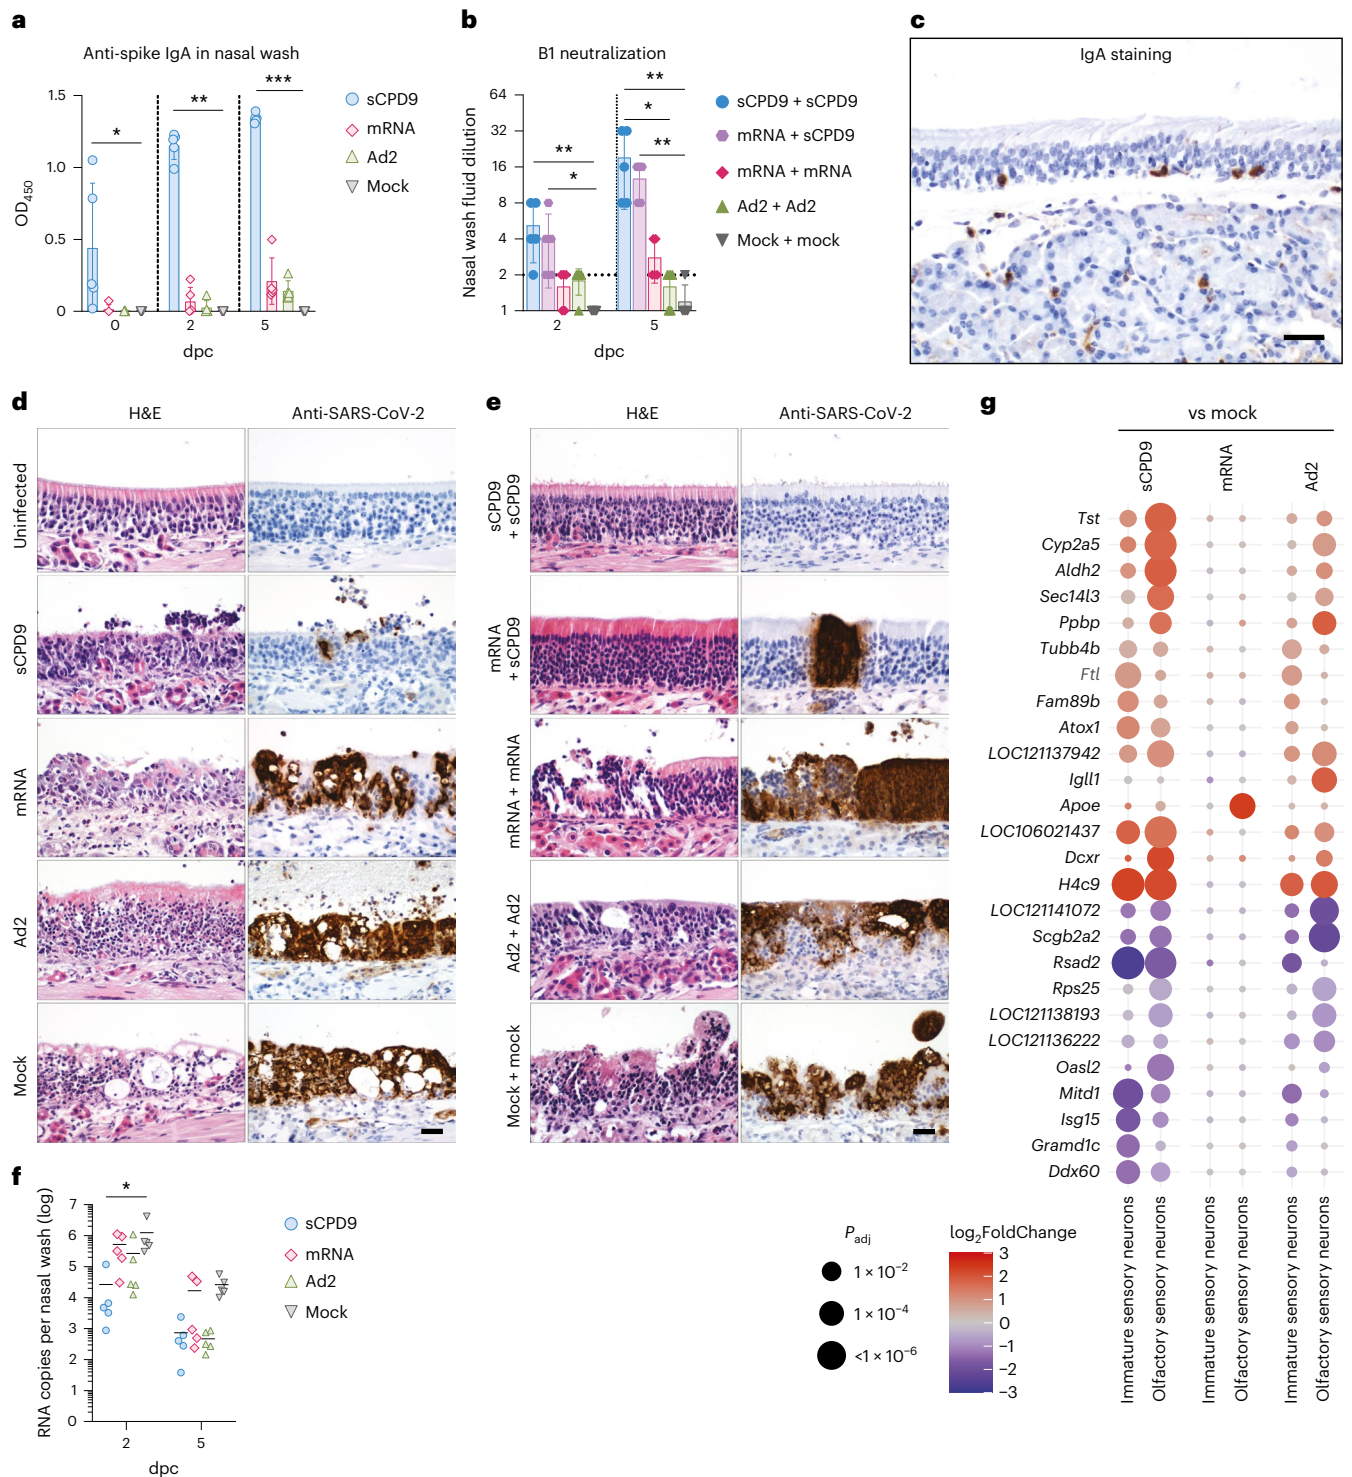 a
Anti-spike IgA in nasal wash
1.5
1.0
0.5
0
OD450
*
**
***
0
2
5
dpc
sCPD9
mRNA
Ad2
Mock
b
B1 neutralization
Nasal wash fluid dilution
64
32
16
8
4
2
1
**
*
**
*
**
2
5
dpc
sCPD9 + sCPD9
mRNA + sCPD9
mRNA + mRNA
Ad2 + Ad2
Mock + mock
c
IgA staining
d
H&E
Anti-SARS-CoV-2
Uninfected
sCPD9
mRNA
Ad2
Mock
e
H&E
Anti-SARS-CoV-2
sCPD9
+ sCPD9
mRNA
+ sCPD9
mRNA + mRNA
Ad2 + Ad2
Mock + mock
f
RNA copies per nasal wash (log)
7
6
5
4
3
2
1
0
*
2
5
dpc
sCPD9
mRNA
Ad2
Mock
g
vs mock
sCPD9
mRNA
Ad2
Tst
Cyp2a5
Aldh2
Sec14l3
Ppbp
Tubb4b
Ftl
Fam89b
Atox1
LOC121137942
Igll1
Apoe
LOC106021437
Dcxr
H4c9
LOC121141072
Scgb2a2
Rsad2
Rps25
LOC121138193
LOC121136222
Oasl2
Mitd1
Isg15
Gramd1c
Ddx60
Immature sensory neurons
Olfactory sensory neurons
Immature sensory neurons
Olfactory sensory neurons
Immature sensory neurons
Olfactory sensory neurons
Padj
1 × 10−2
1 × 10−4
<1 × 10−6
log2FoldChange
3
2
1
0
−1
−2
−3